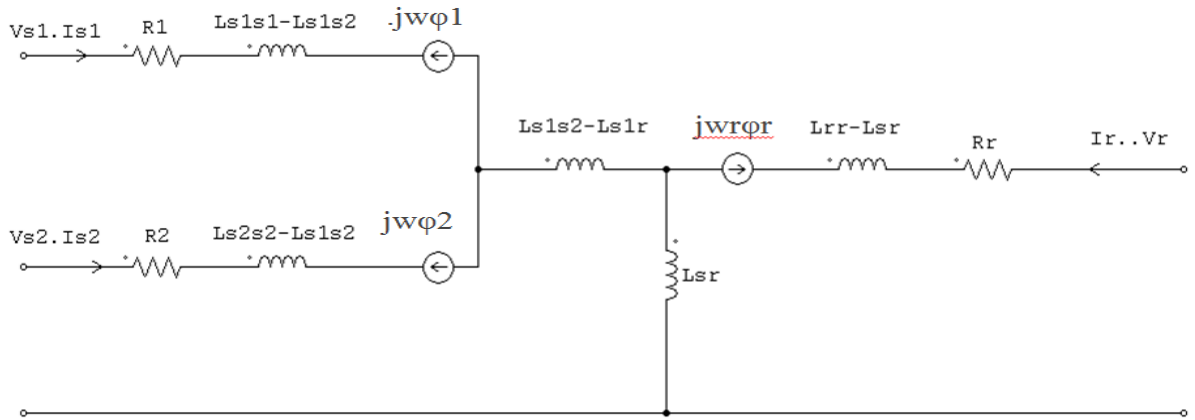 Vs1.Is1
R1
Ls1s1-Ls1s2
.jwφ1
Ls1s2-Ls1r
jwrφr
Lrr-Lsr
Rr
Ir..Vr
Vs2.Is2
R2
Ls2s2-Ls1s2
jwφ2
Lsr